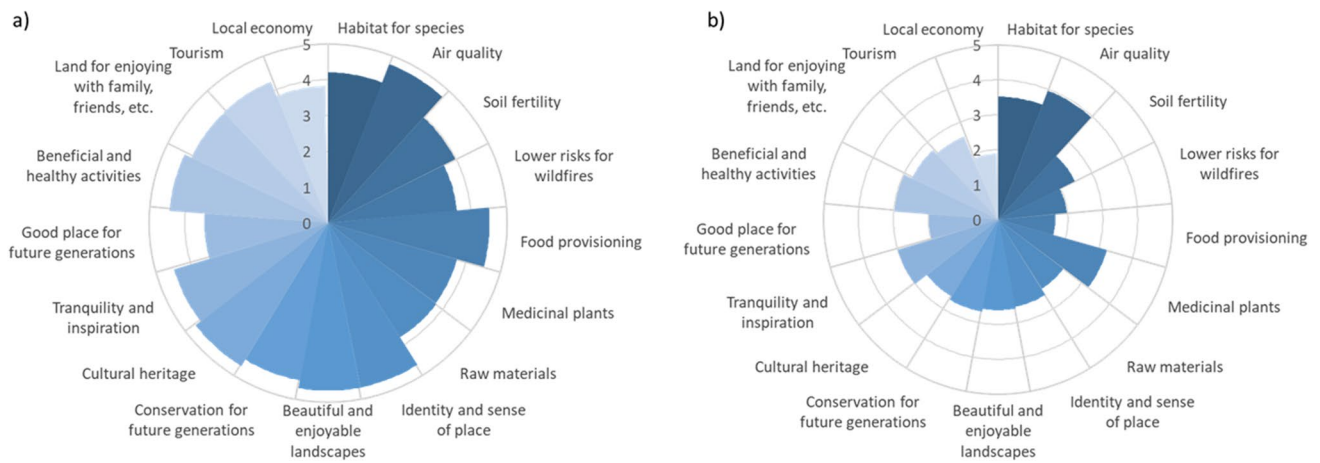 a)
Local economy
Habitat for species
Tourism
Air quality
Land for enjoying
with family,
friends, etc.
Soil fertility
Beneficial and
healthy activities
Lower risks for
wildfires
Good place for
future generations
Food provisioning
Tranquility and
inspiration
Medicinal plants
Cultural heritage
Raw materials
Conservation for
future generations
Beautiful and
enjoyable
landscapes
Identity and sense
of place
5
4
3
2
1
0
b)
Local economy
Habitat for species
Tourism
Air quality
Land for enjoying
with family,
friends, etc.
Soil fertility
Beneficial and
healthy activities
Lower risks for
wildfires
Good place for
future generations
Food provisioning
Tranquility and
inspiration
Medicinal plants
Cultural heritage
Raw materials
Conservation for
future generations
Beautiful and
enjoyable
landscapes
Identity and sense
of place
5
4
3
2
1
0